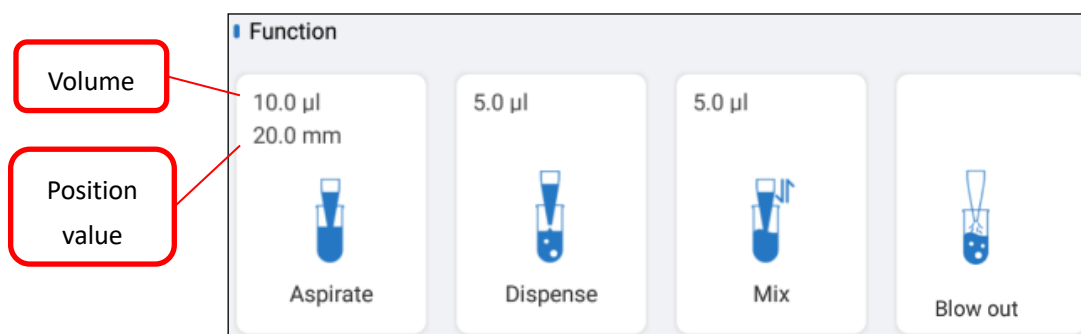 Function
Volume
10.0 µl
20.0 mm
5.0 µl
5.0 µl
Position
value
Aspirate
Dispense
Mix
Blow out